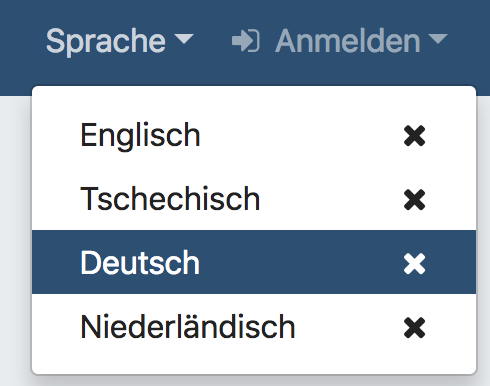 Sprache Anmelden
Englisch
Tschechisch
Deutsch
Niederländisch